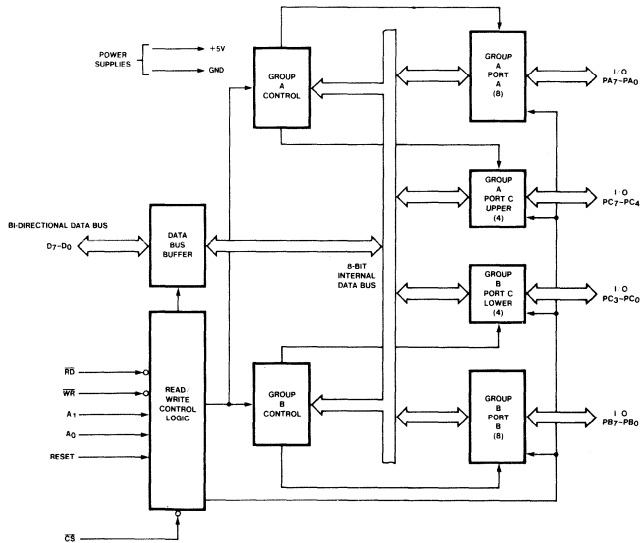 POWER
SUPPLIES
+5V
GND
GROUP
A
CONTROL
GROUP
A
PORT
A
(8)
I/O
PA7-PA0
GROUP
A
PORT C
UPPER
(4)
I/O
PC7-PC4
BI-DIRECTIONAL DATA BUS
D7-D0
DATA
BUS
BUFFER
8-BIT
INTERNAL
DATA BUS
GROUP
B
PORT C
LOWER
(4)
I/O
PC3-PC0
RD
WR
A1
A0
RESET
READ/
WRITE
CONTROL
LOGIC
GROUP
B
CONTROL
GROUP
B
PORT
B
(8)
I O
PB7-PB0
CS